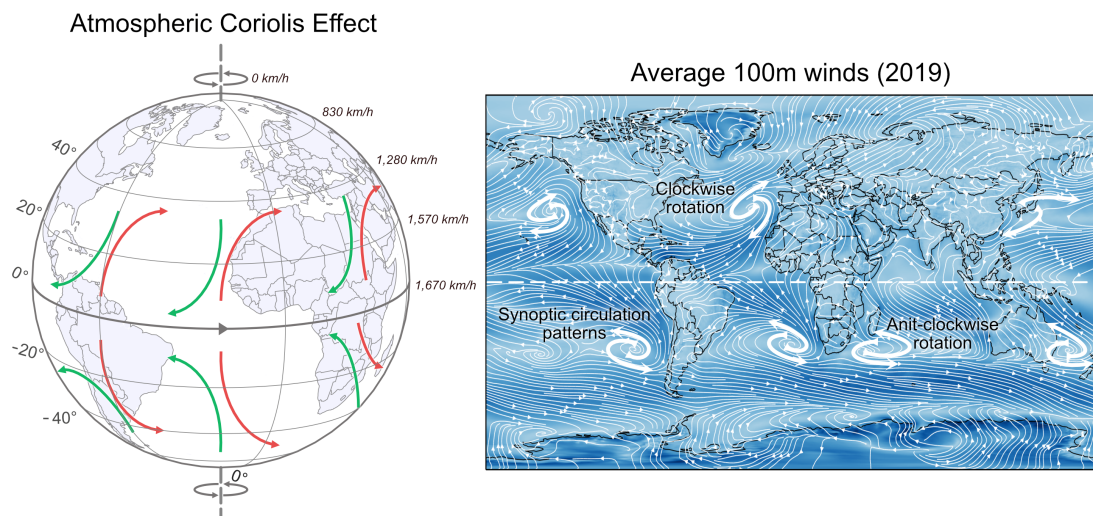 Atmospheric Coriolis Effect
0 km/h
830 km/h
40°
1,280 km/h
20°
1,570 km/h
0°
1,670 km/h
-20°
-40°
0°
Average 100m winds (2019)
Clockwise
rotation
Synoptic circulation
patterns
Anit-clockwise
rotation